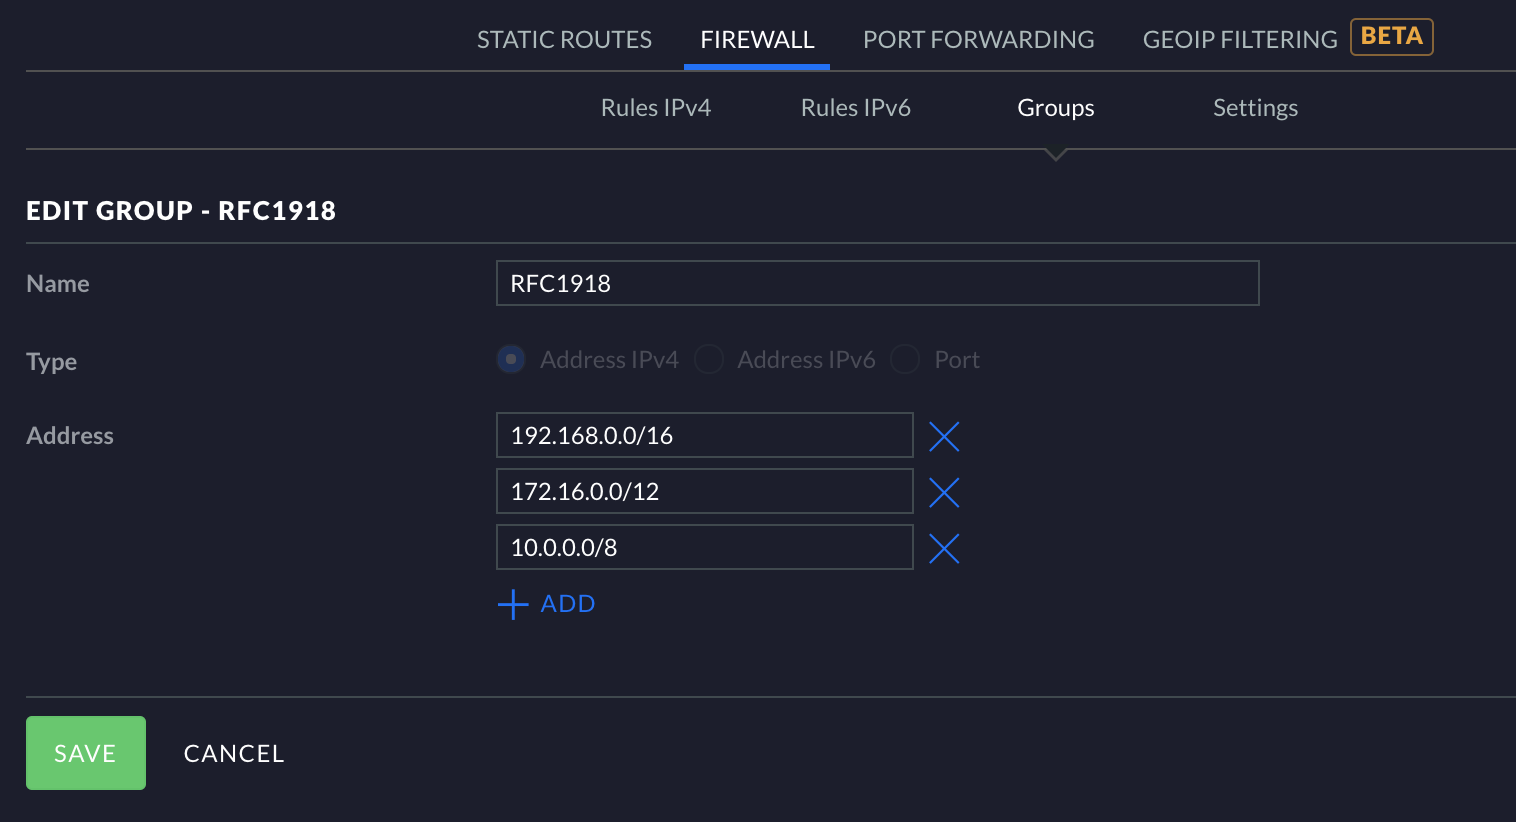 STATIC ROUTES FIREWALL PORT FORWARDING GEOIP FILTERING BETA
Rules IPv4 Rules IPv6 Groups Settings
EDIT GROUP - RFC1918
Name RFC1918
Type Address IPv4 Address IPv6 Port
Address 192.168.0.0/16
172.16.0.0/12
10.0.0.0/8
ADD
SAVE CANCEL